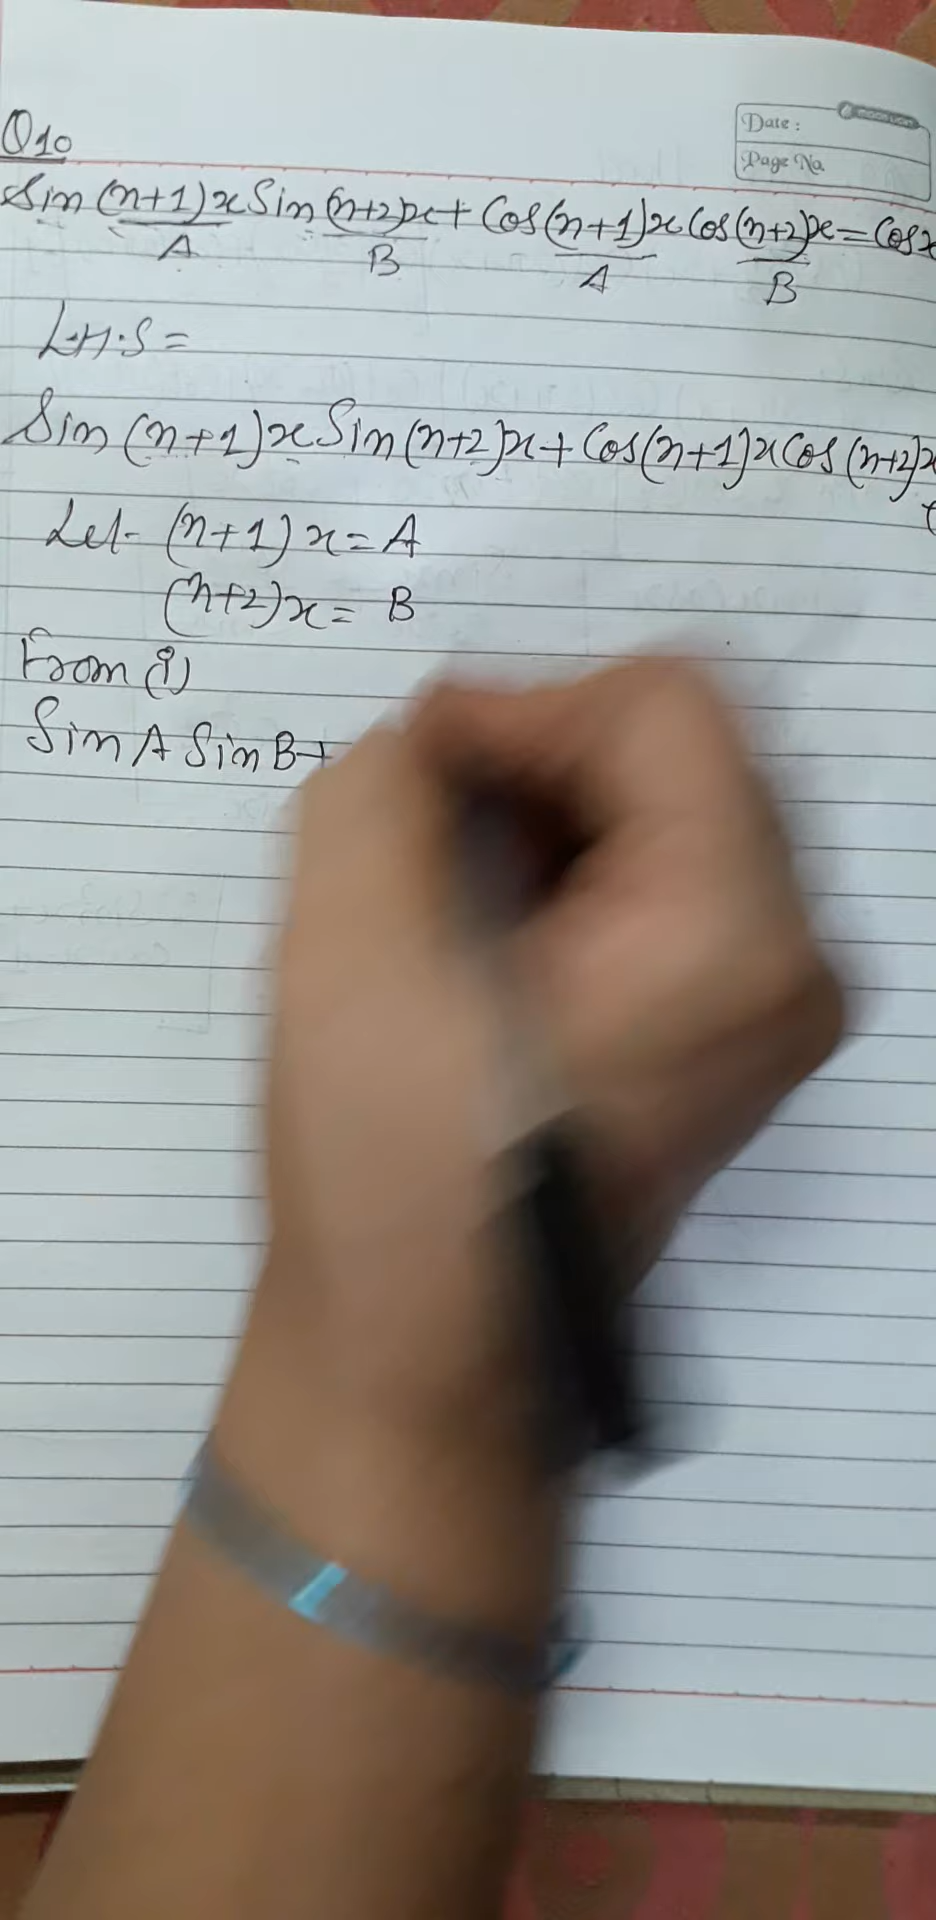 Date :
Page No.
Q10
Sin (n+1)x Sin (n+2)x + Cos (n+1)x Cos (n+2)x = Cosx
A B A B
L.H.S =
Sin (n+1)x Sin (n+2)x + Cos (n+1)x Cos (n+2)x
Let- (n+1)x = A
(n+2)x = B
From (i)
Sin A Sin B +